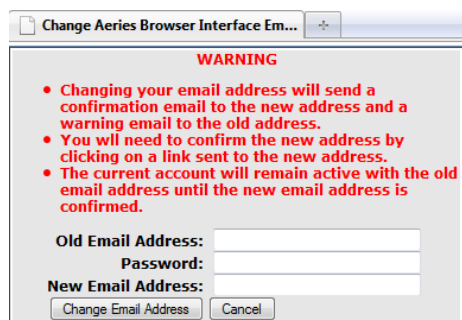 Change Aeries Browser Interface Em...
WARNING
• Changing your email address will send a
confirmation email to the new address and a
warning email to the old address.
• You wll need to confirm the new address by
clicking on a link sent to the new address.
• The current account will remain active with the old
email address until the new email address is
confirmed.
Old Email Address:
Password:
New Email Address:
Change Email Address Cancel